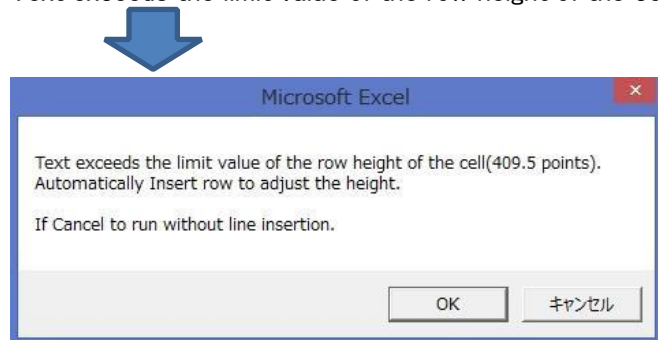 Text exceeds the limit value of the row height of the
Microsoft Excel
Text exceeds the limit value of the row height of the cell(409.5 points).
Automatically Insert row to adjust the height.
If Cancel to run without line insertion.
OK
キャンセル